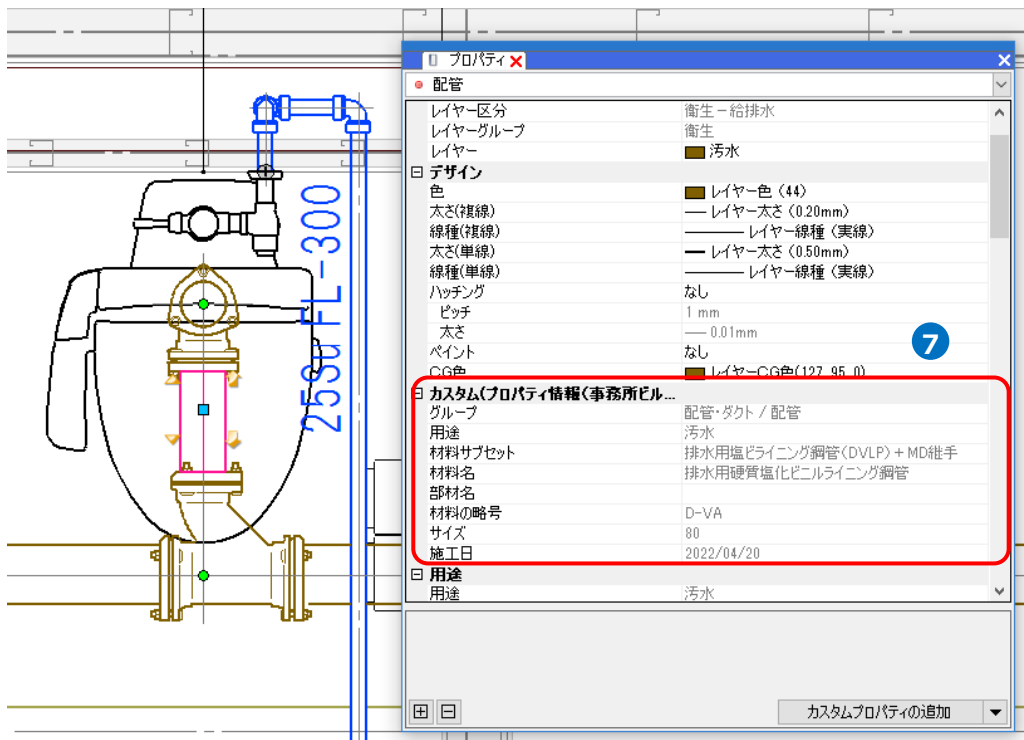 プロパティ
配管
レイヤー区分 衛生－給排水
レイヤーグループ 衛生
レイヤー 汚水
デザイン
色 レイヤー色（44）
太さ(複線) レイヤー太さ（0.20mm）
線種(複線) レイヤー線種（実線）
太さ(単線) レイヤー太さ（0.50mm）
線種(単線) レイヤー線種（実線）
ハッチング なし
ピッチ 1 mm
太さ 0.01mm
ペイント なし
CG色 レイヤーCG色(127, 95, 0)
7
カスタム(プロパティ情報(事務所ビル...
グループ 配管・ダクト / 配管
用途 汚水
材料サブセット 排水用塩ビライニング鋼管(DVLP)＋MD継手
材料名 排水用硬質塩化ビニルライニング鋼管
部材名
材料の略号 D-VA
サイズ 80
施工日 2022/04/20
用途
用途 汚水
カスタムプロパティの追加
25Su FL-300